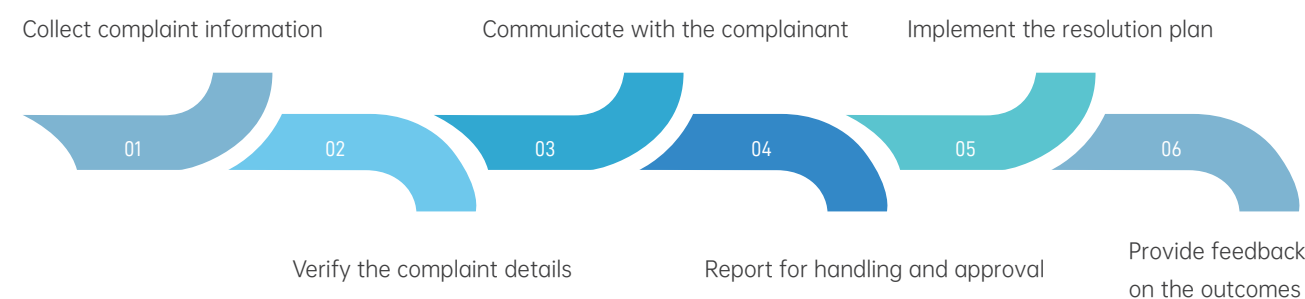 Collect complaint information
Communicate with the complainant
Implement the resolution plan
01
02
03
04
05
06
Verify the complaint details
Report for handling and approval
Provide feedback
on the outcomes